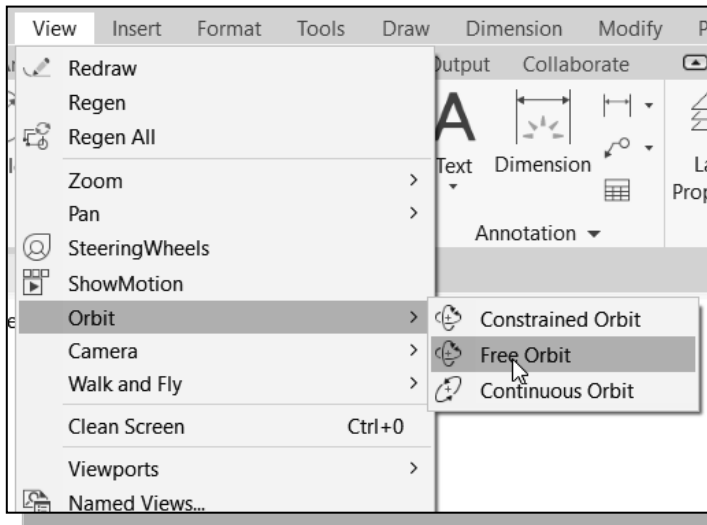 View Insert Format Tools Draw Dimension Modify
Output Collaborate
Redraw
Regen
Regen All
Text Dimension
Zoom
Pan
Annotation
SteeringWheels
ShowMotion
Orbit
Constrained Orbit
Camera
Free Orbit
Walk and Fly
Continuous Orbit
Clean Screen Ctrl+0
Viewports
Named Views...